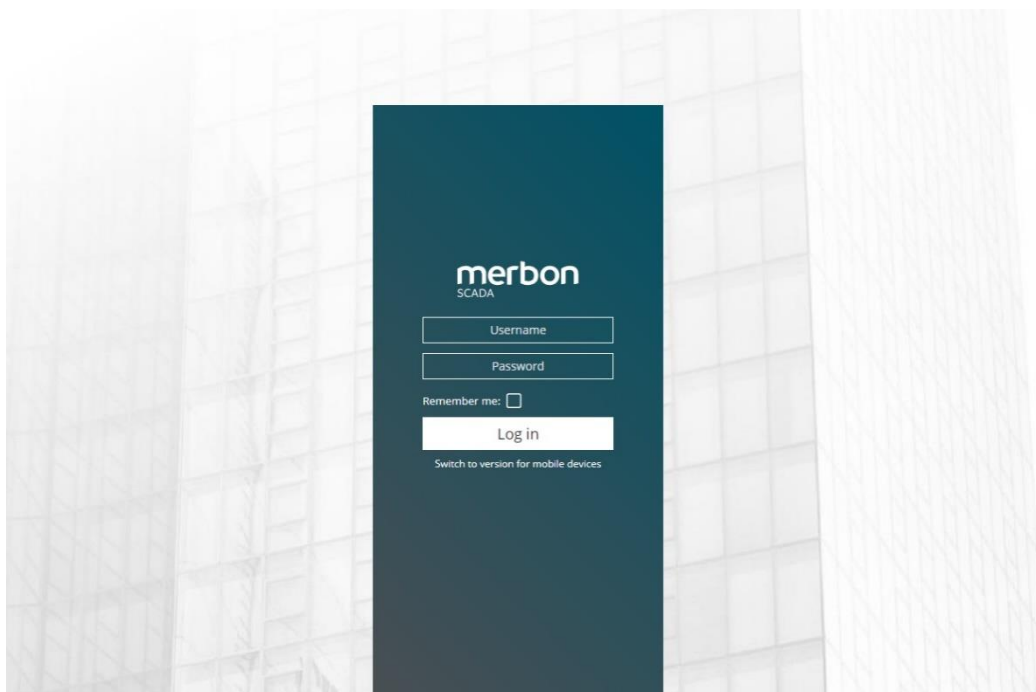 merbon
SCADA
Username
Password
Remember me:
Log in
Switch to version for mobile devices